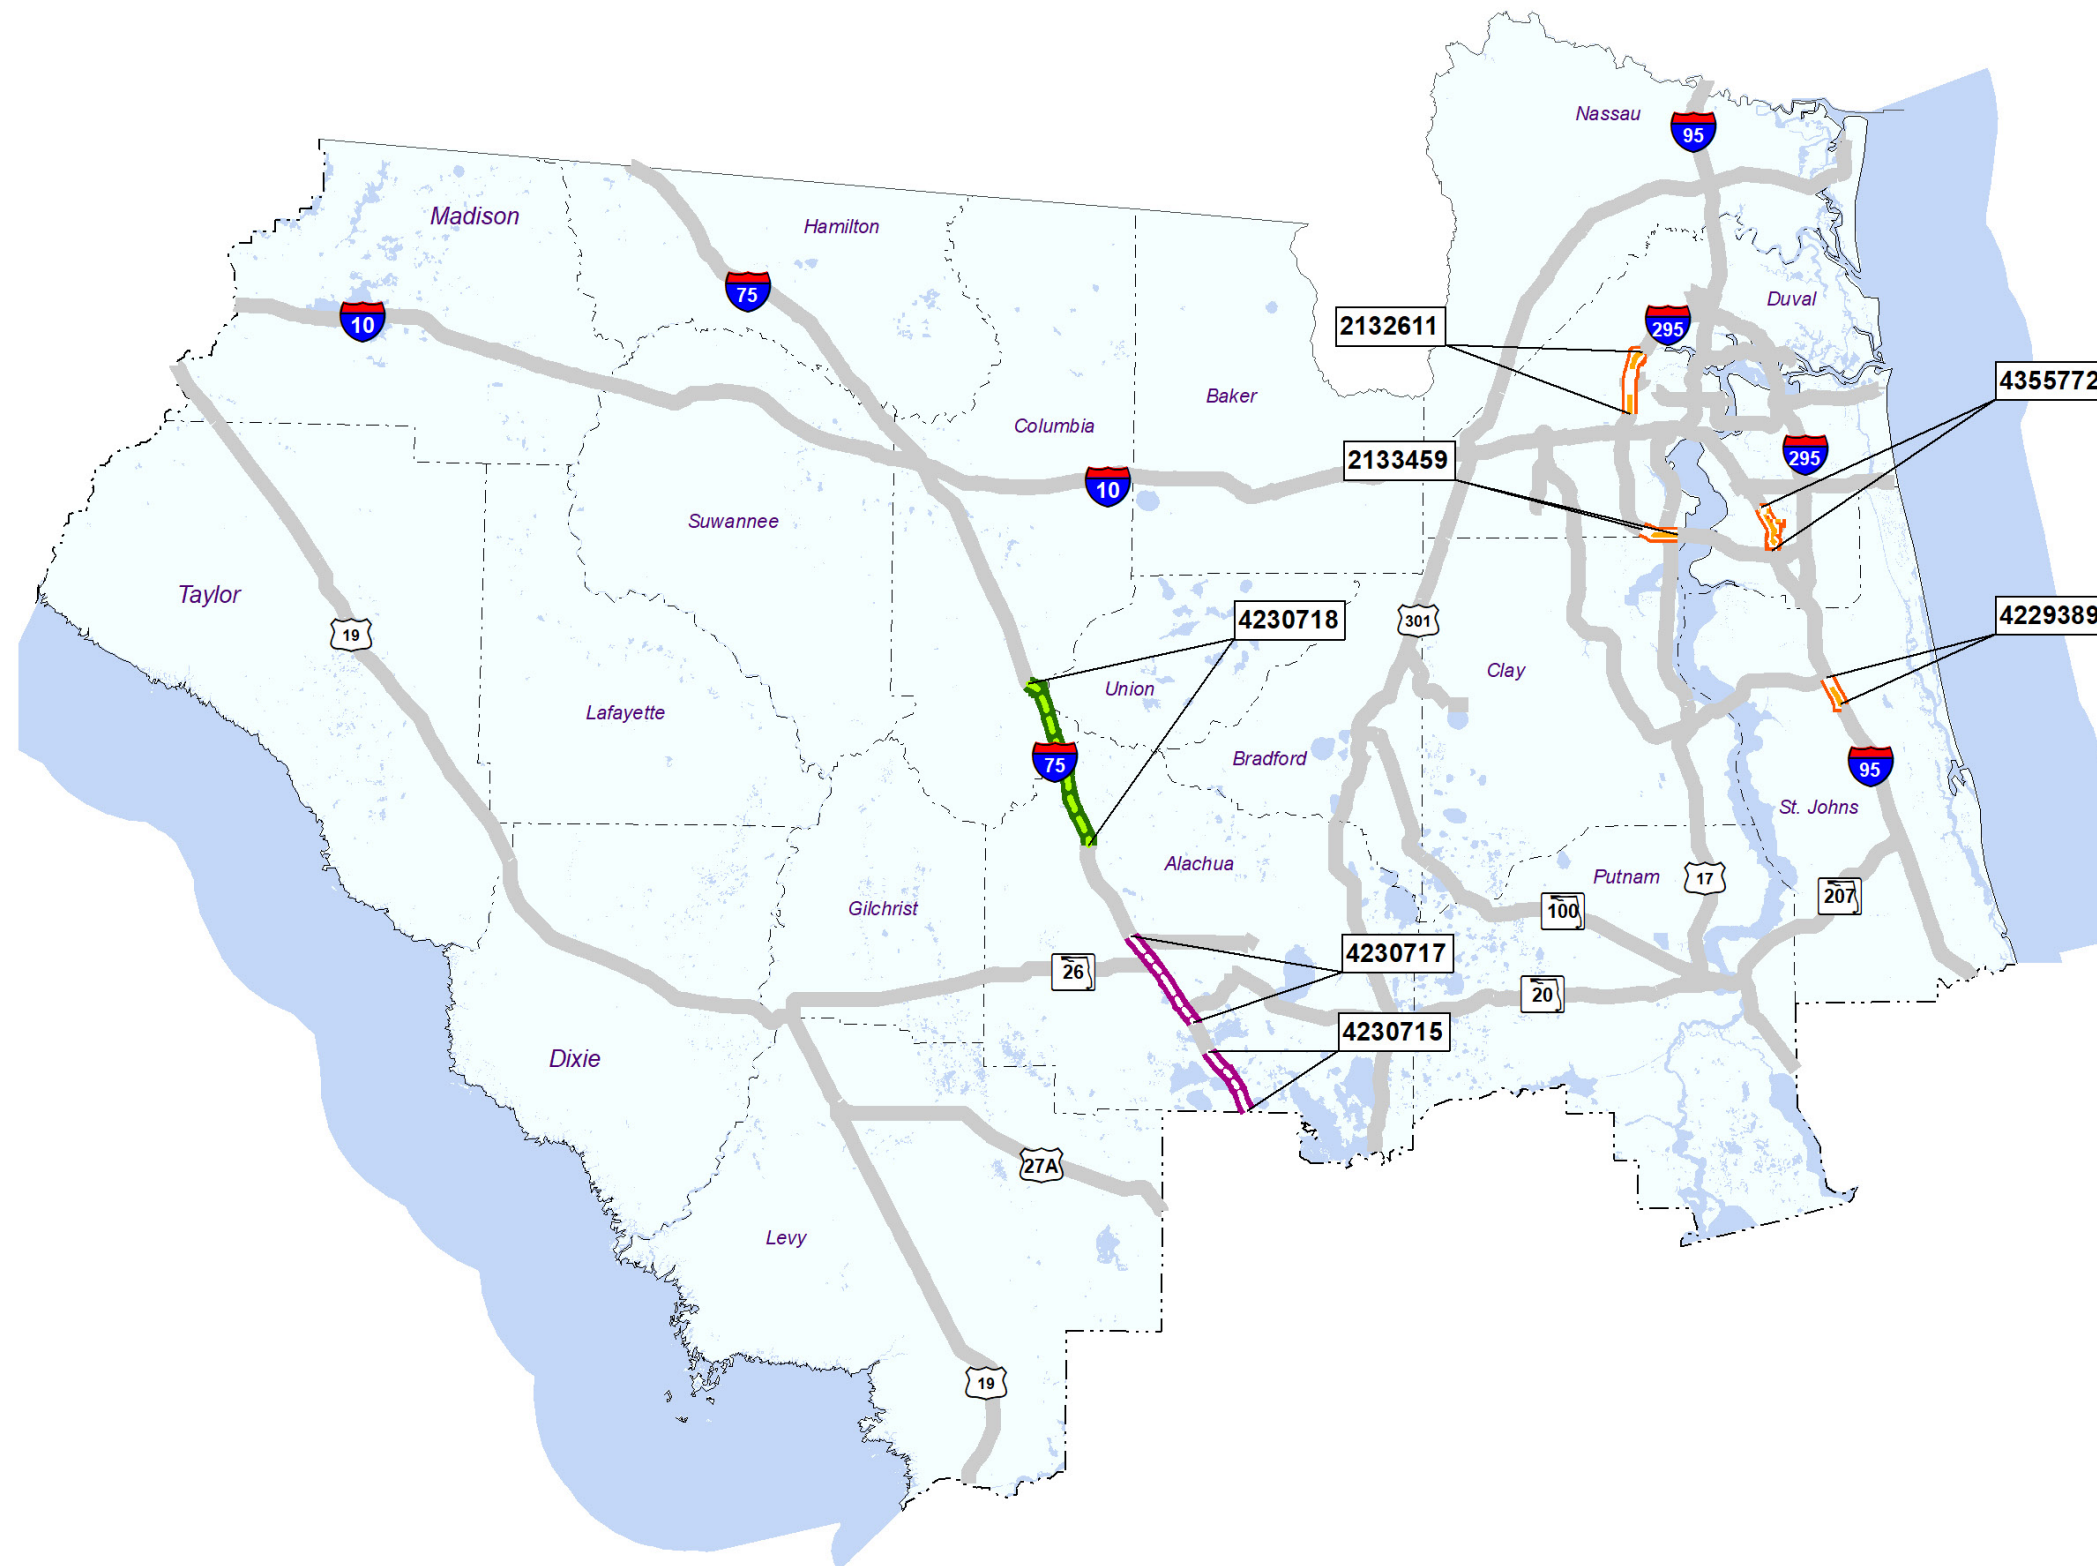 Nassau
95
Madison
Hamilton
75
10
295
Duval
2132611
4355772
Baker
Columbia
2133459
295
10
Suwannee
Taylor
19
4230718
301
4229389
Clay
Union
Lafayette
75
Bradford
95
St. Johns
Alachua
Putnam
17
207
Gilchrist
100
4230717
26
20
4230715
Dixie
27A
Levy
19